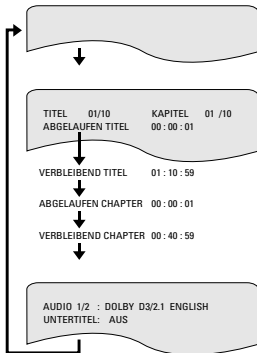 TITEL 01/10 KAPITEL 01 /10
ABGELAUFEN TITEL 00 : 00 : 01
VERBLEIBEND TITEL 01 : 10 : 59
ABGELAUFEN CHAPTER 00 : 00 : 01
VERBLEIBEND CHAPTER 00 : 40 : 59
AUDIO 1/2 : DOLBY D3/2.1 ENGLISH
UNTERTITEL: AUS